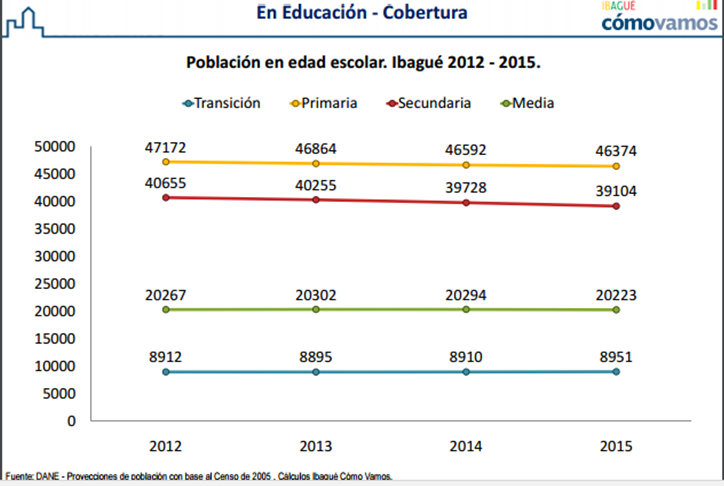 En Educación - Cobertura
IBAGUÉ
cómovamos
Población en edad escolar. Ibagué 2012 - 2015.
Transición Primaria Secundaria Media
50000
45000
40000
35000
30000
25000
20000
15000
10000
5000
0
47172 46864 46592 46374
40655 40255 39728 39104
20267 20302 20294 20223
8912 8895 8910 8951
2012 2013 2014 2015
Fuente: DANE - Proyecciones de población con base al Censo de 2005 . Cálculos Ibagué Cómo Vamos.